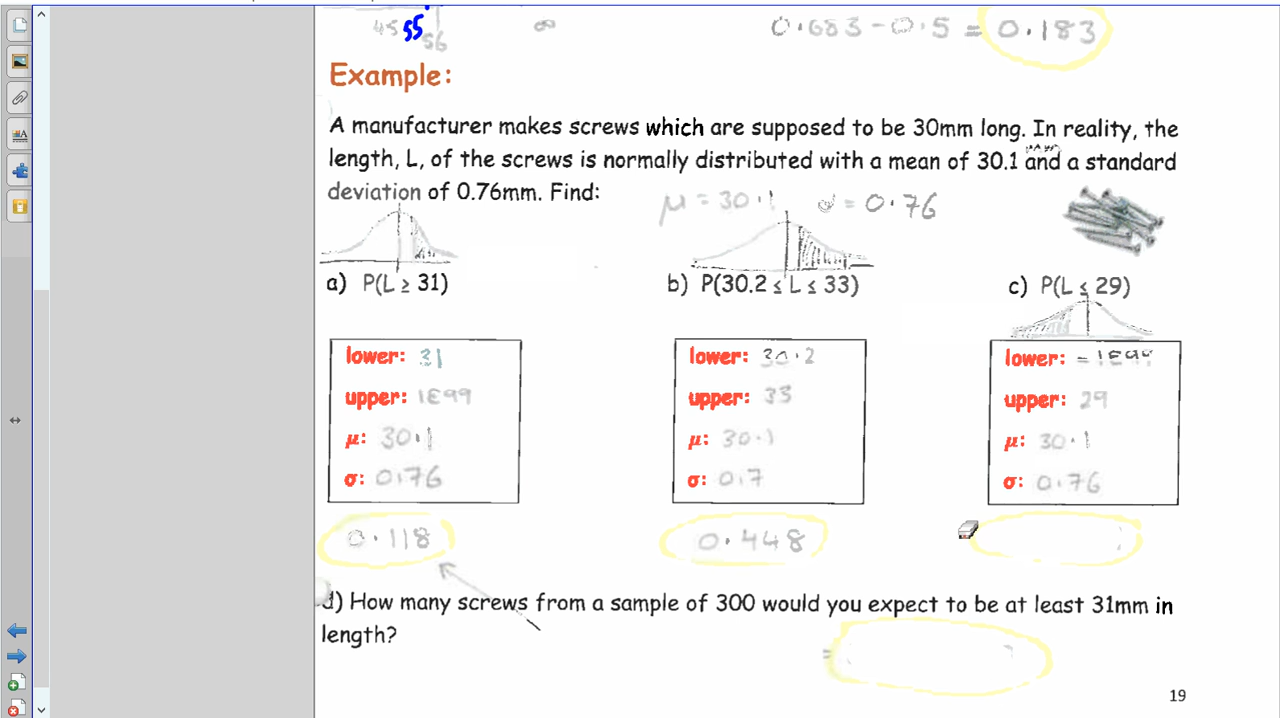 45 55 56
∞
0.683 - 0.5 = 0.183
Example:
A manufacturer makes screws which are supposed to be 30mm long. In reality, the
length, L, of the screws is normally distributed with a mean of 30.1 and a standard
deviation of 0.76mm. Find:
μ = 30.1 σ = 0.76
a) P(L ≥ 31) b) P(30.2 ≤ L ≤ 33) c) P(L ≤ 29)
lower: 31
upper: 1E99
μ: 30.1
σ: 0.76
0.118
lower: 30.2
upper: 33
μ: 30.1
σ: 0.7
0.448
lower: -1E99
upper: 29
μ: 30.1
σ: 0.76
d) How many screws from a sample of 300 would you expect to be at least 31mm in
length?
=
19